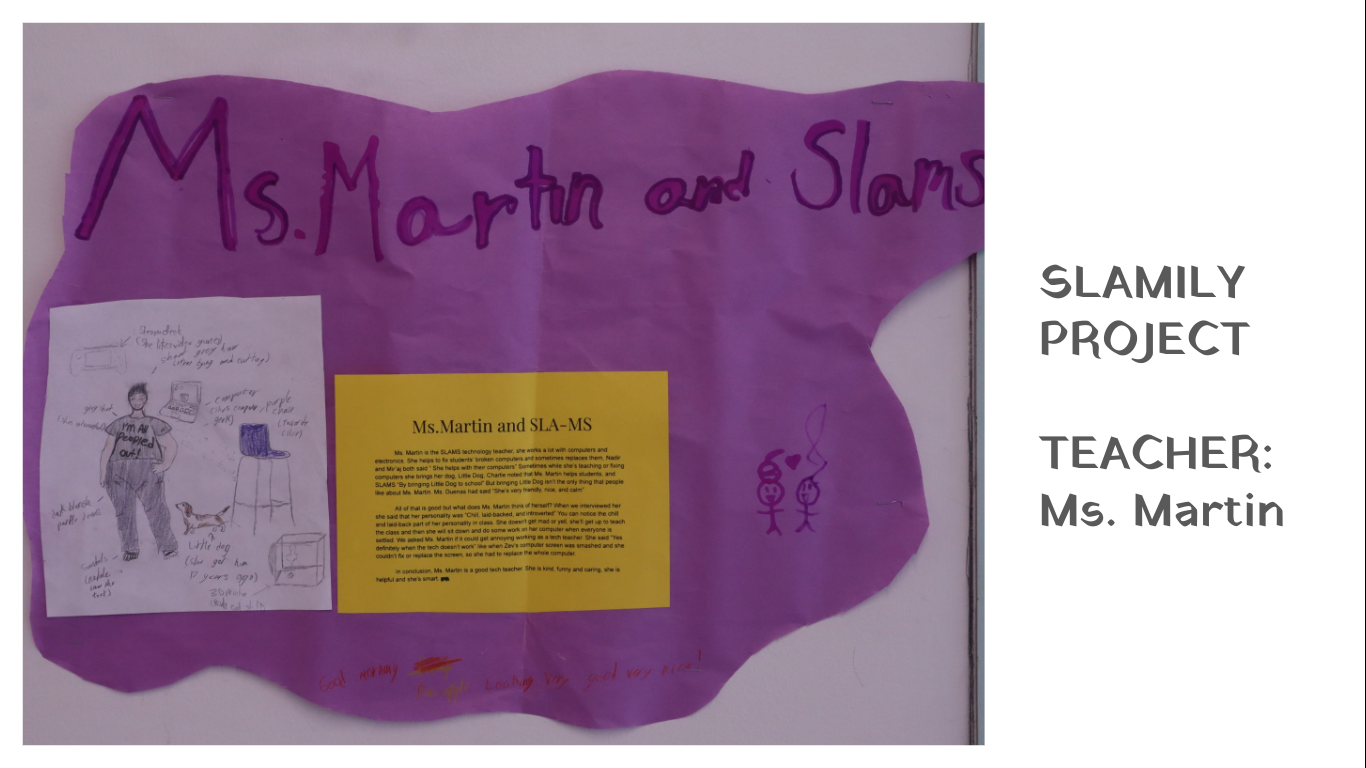 Ms. Martin and Slams
Steamdeck
(She likes video games)
short grey hair
computer
purple
chair
I'm All
Peopled
out!
Little dog
Ms.Martin and SLA-MS
Ms. Martin is the SLAMS technology teacher, she works a lot with computers and
electronics. She helps to fix students' broken computers and sometimes replaces them. Nadir
and Mir'aj both said " She helps with their computers" Sometimes while she's teaching or fixing
computers she brings her dog, Little Dog. Charlie noted that Ms. Martin helps students, and
SLAMS "By bringing Little Dog to school" But bringing Little Dog isn't the only thing that people
like about Ms. Martin. Ms. Duenas had said "She's very friendly, nice, and calm"
All of that is good but what does Ms. Martin think of herself? When we interviewed her
she said that her personality was "Chill, laid-backed, and introverted" You can notice the chill
and laid-back part of her personality in class. She doesn't get mad or yell, she'll get up to teach
the class and then she will sit down and do some work on her computer when everyone is
settled. We asked Ms. Martin if it could get annoying working as a tech teacher. She said "Yes
definitely when the tech doesn't work" like when Zev's computer screen was smashed and she
couldn't fix or replace the screen, so she had to replace the whole computer.
In conclusion, Ms. Martin is a good tech teacher. She is kind, funny, and caring, she is
helpful and she's smart.
Good morning
very good very nice!
SLAMILY
PROJECT
TEACHER:
Ms. Martin